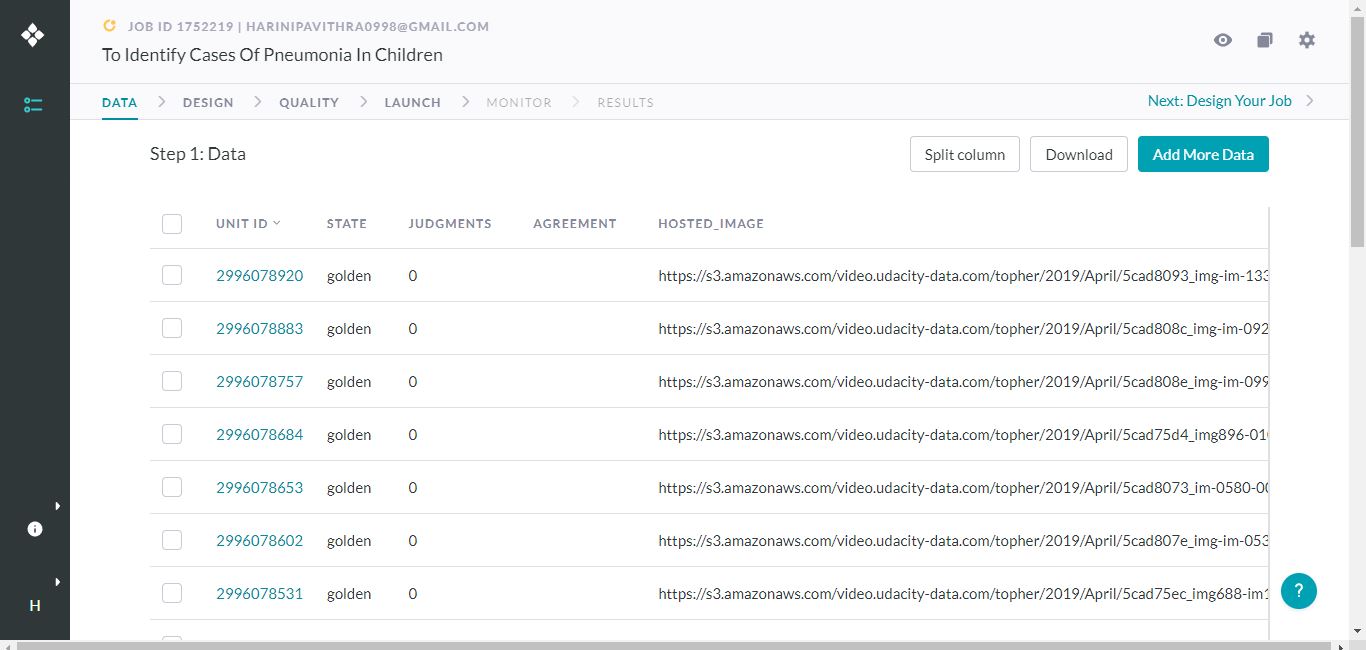 JOB ID 1752219 | HARINIPAVITHRA0998@GMAIL.COM
To Identify Cases Of Pneumonia In Children
DATA DESIGN QUALITY LAUNCH MONITOR RESULTS Next: Design Your Job
Step 1: Data Split column Download Add More Data
UNIT ID STATE JUDGMENTS AGREEMENT HOSTED_IMAGE
2996078920 golden 0 https://s3.amazonaws.com/video.udacity-data.com/topher/2019/April/5cad8093_img-im-133
2996078883 golden 0 https://s3.amazonaws.com/video.udacity-data.com/topher/2019/April/5cad808c_img-im-092
2996078757 golden 0 https://s3.amazonaws.com/video.udacity-data.com/topher/2019/April/5cad808e_img-im-099
2996078684 golden 0 https://s3.amazonaws.com/video.udacity-data.com/topher/2019/April/5cad75d4_img896-01
2996078653 golden 0 https://s3.amazonaws.com/video.udacity-data.com/topher/2019/April/5cad8073_im-0580-00
2996078602 golden 0 https://s3.amazonaws.com/video.udacity-data.com/topher/2019/April/5cad807e_img-im-053
2996078531 golden 0 https://s3.amazonaws.com/video.udacity-data.com/topher/2019/April/5cad75ec_img688-im1
?
H